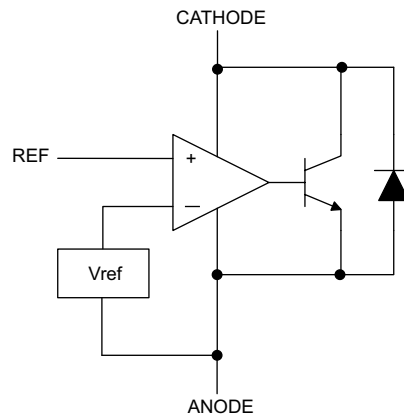 CATHODE
REF
+
−
Vref
ANODE